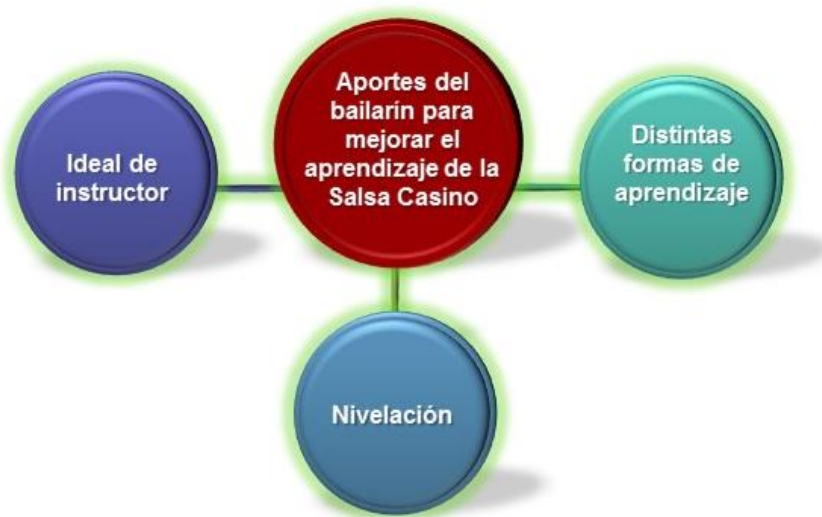 Aportes del
bailarín para
mejorar el
aprendizaje de la
Salsa Casino
Ideal de
instructor
Distintas
formas de
aprendizaje
Nivelación